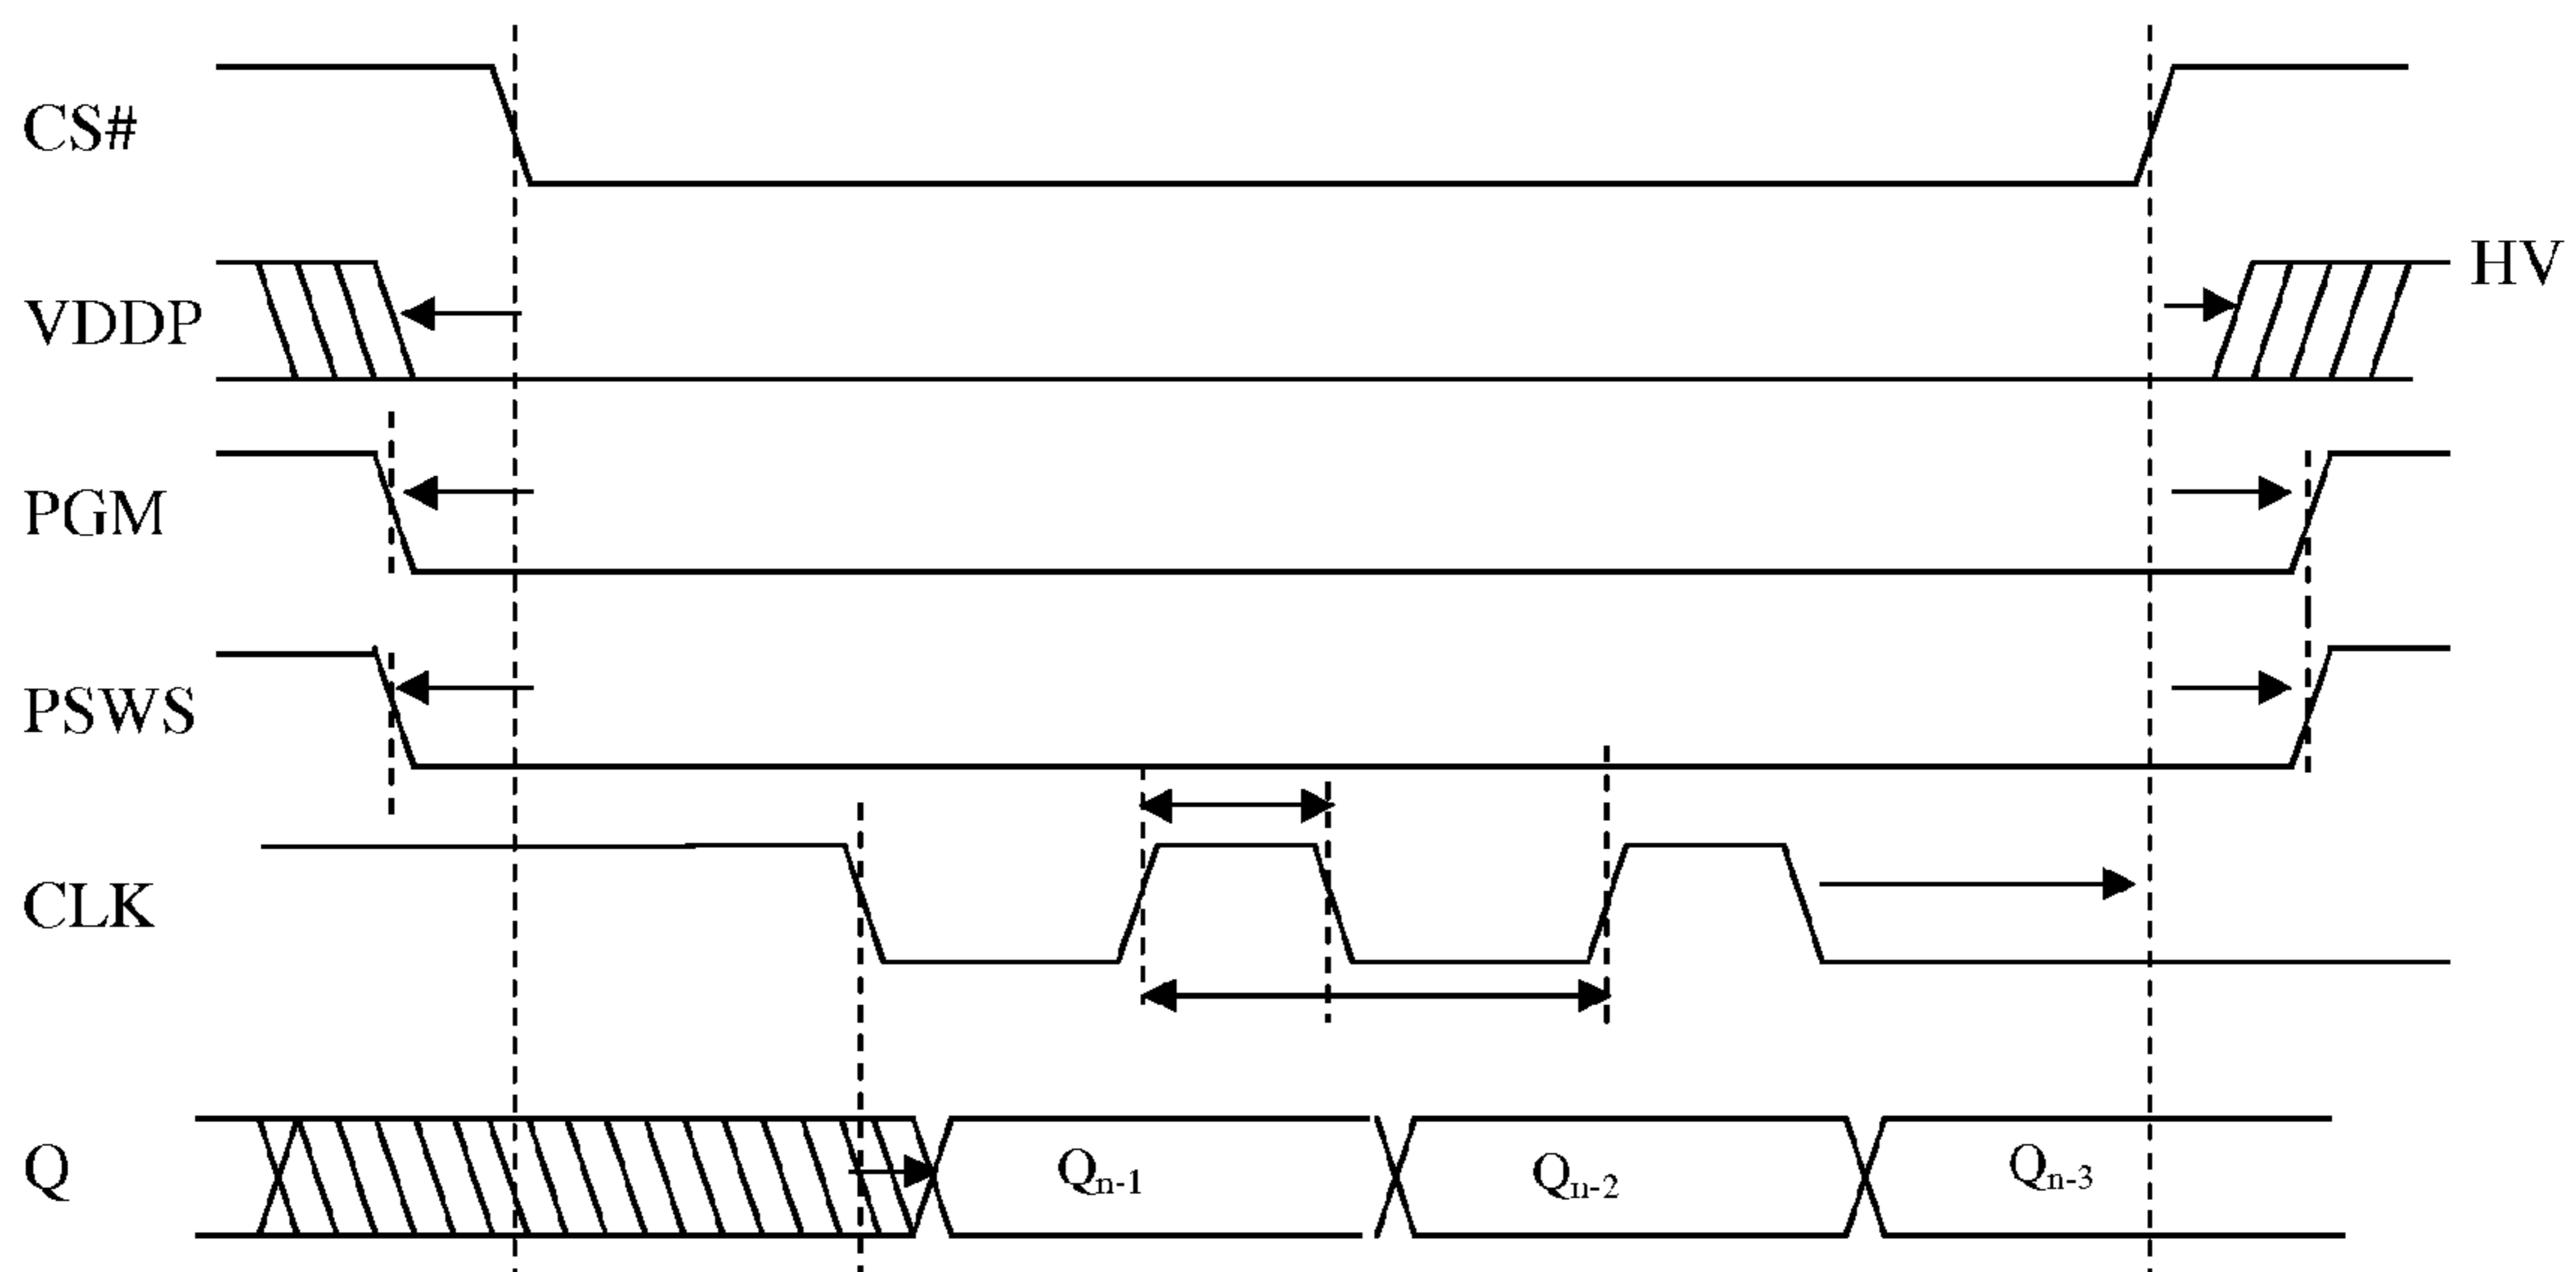 CS#
HV
VDDP
PGM
PSWS
CLK
Q
Qn-1
Qn-2
Qn-3